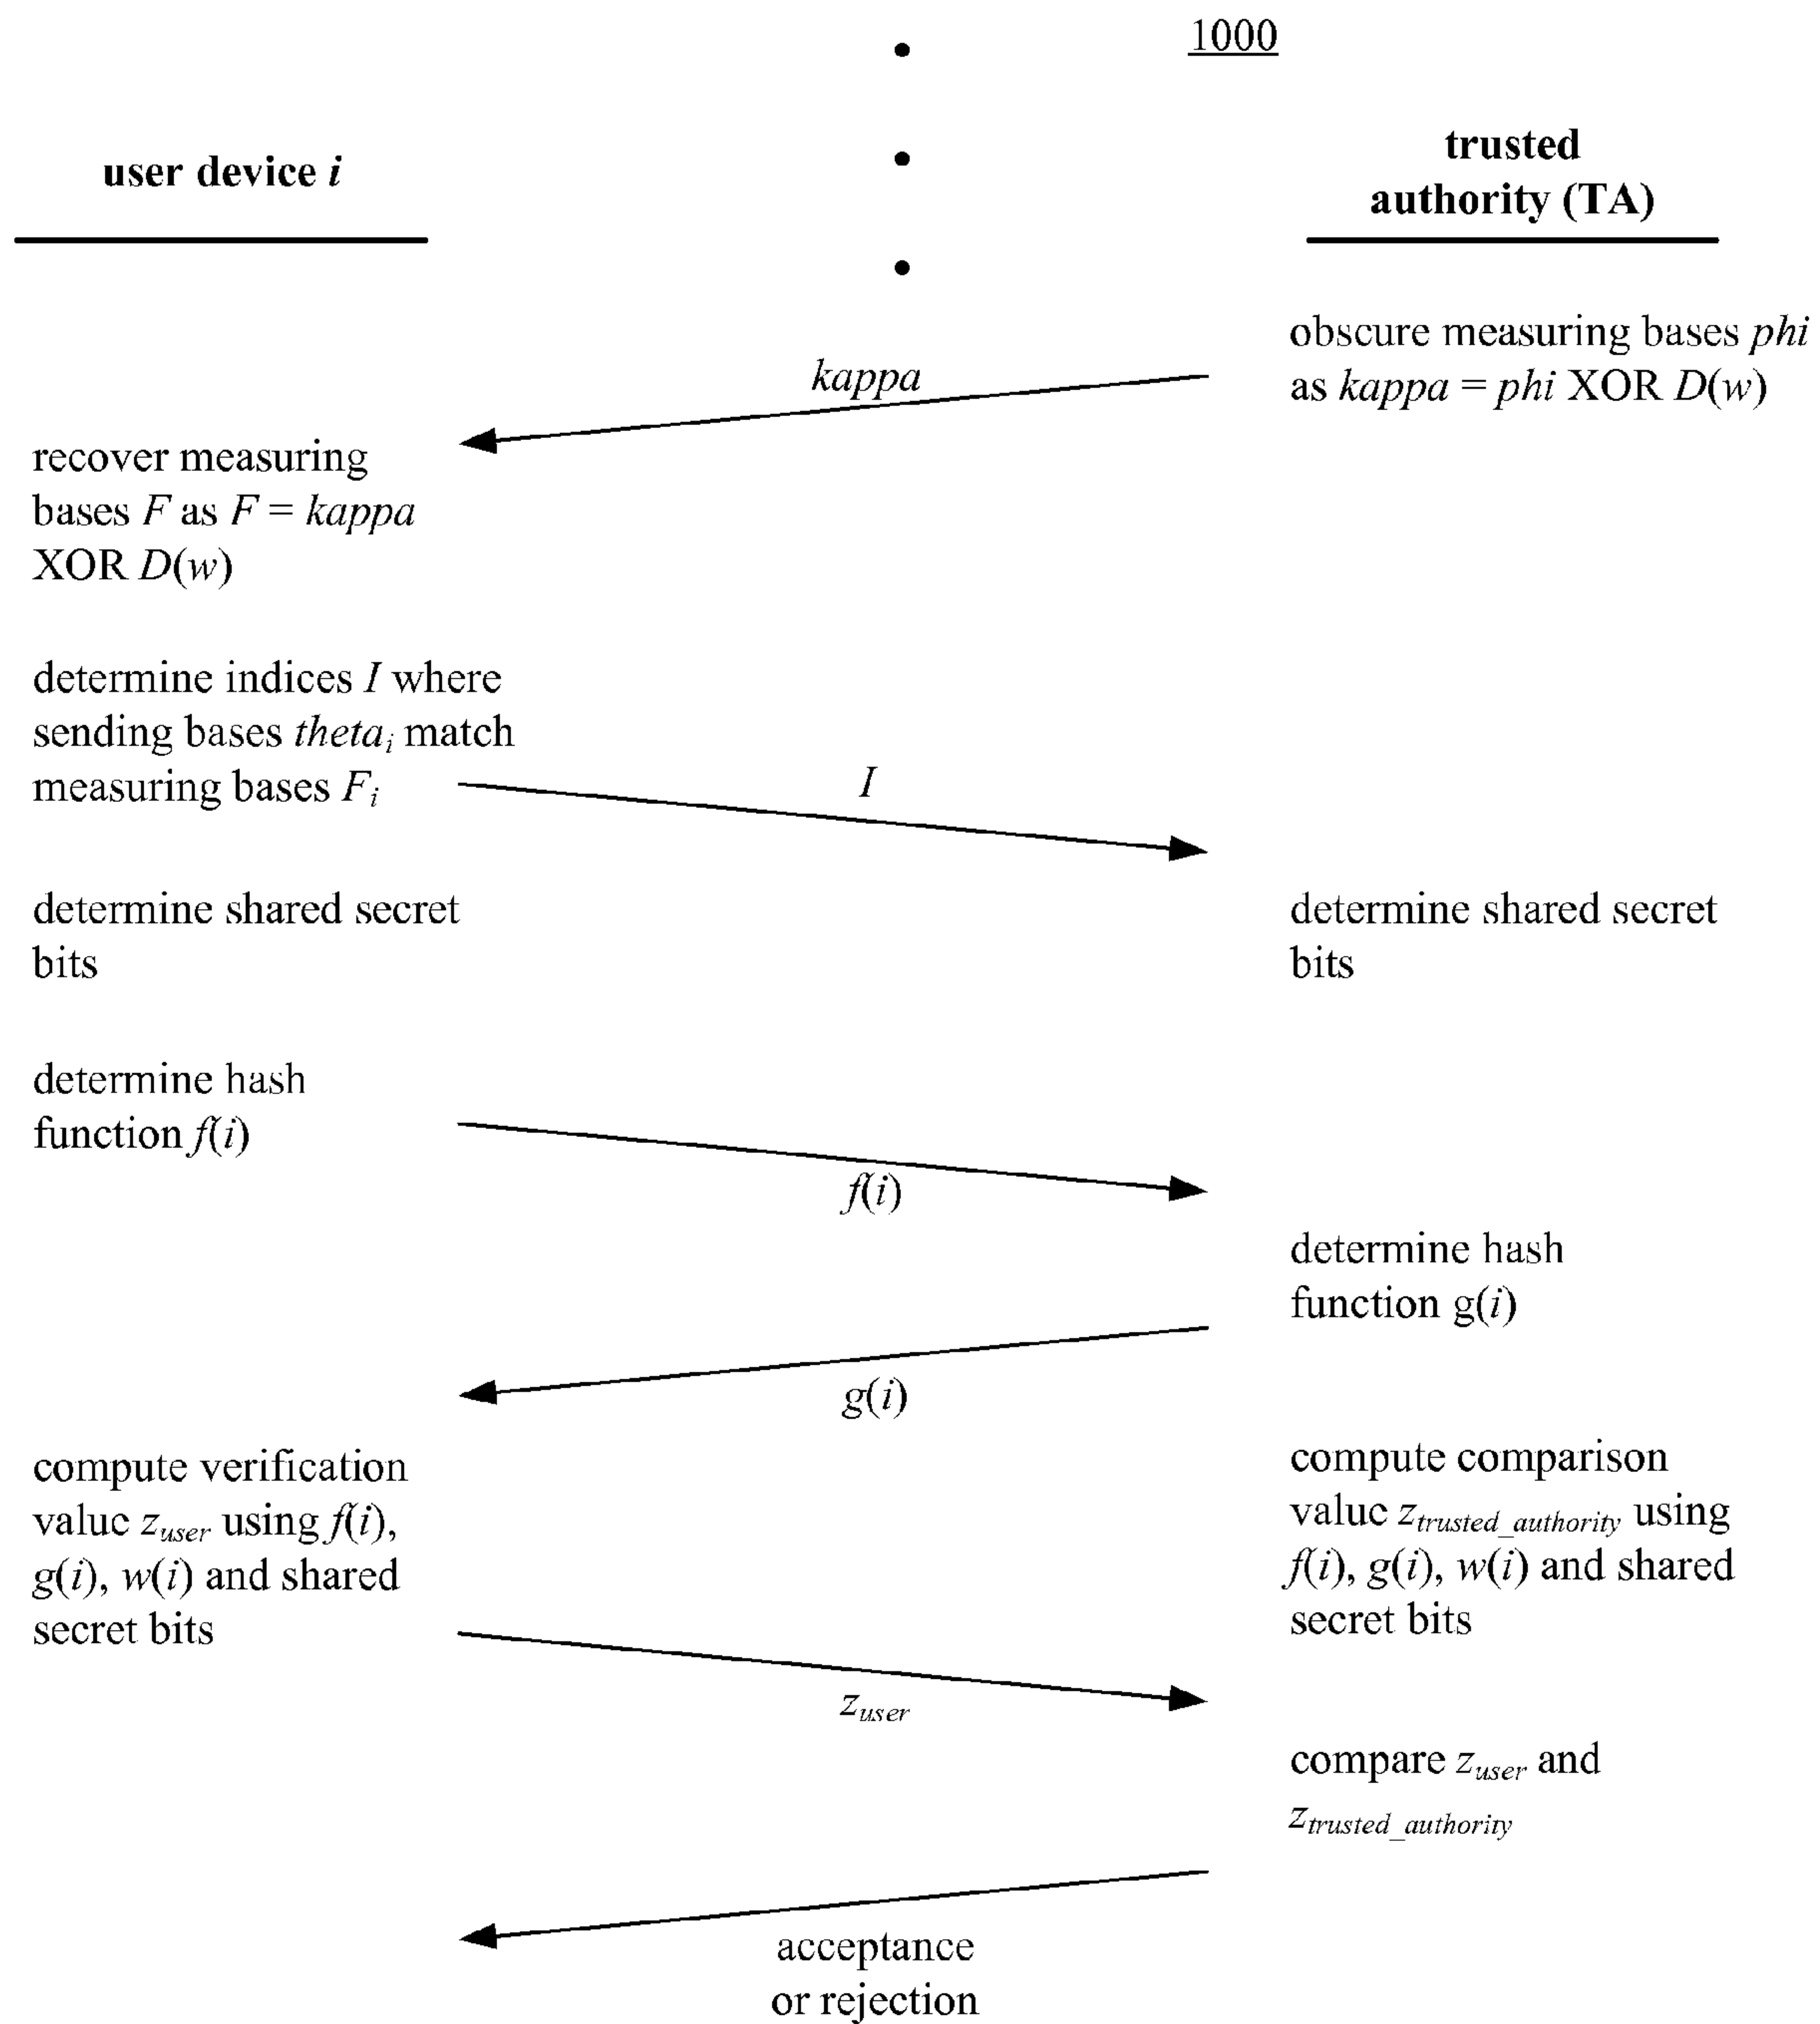 1000
user device i
trusted
authority (TA)
obscure measuring bases phi
as kappa = phi XOR D(w)
kappa
recover measuring
bases F as F = kappa
XOR D(w)
determine indices I where
sending bases theta_i match
measuring bases F_i
I
determine shared secret
bits
determine shared secret
bits
determine hash
function f(i)
f(i)
determine hash
function g(i)
g(i)
compute verification
value z_user using f(i),
g(i), w(i) and shared
secret bits
compute comparison
value z_trusted_authority using
f(i), g(i), w(i) and shared
secret bits
z_user
compare z_user and
z_trusted_authority
acceptance
or rejection